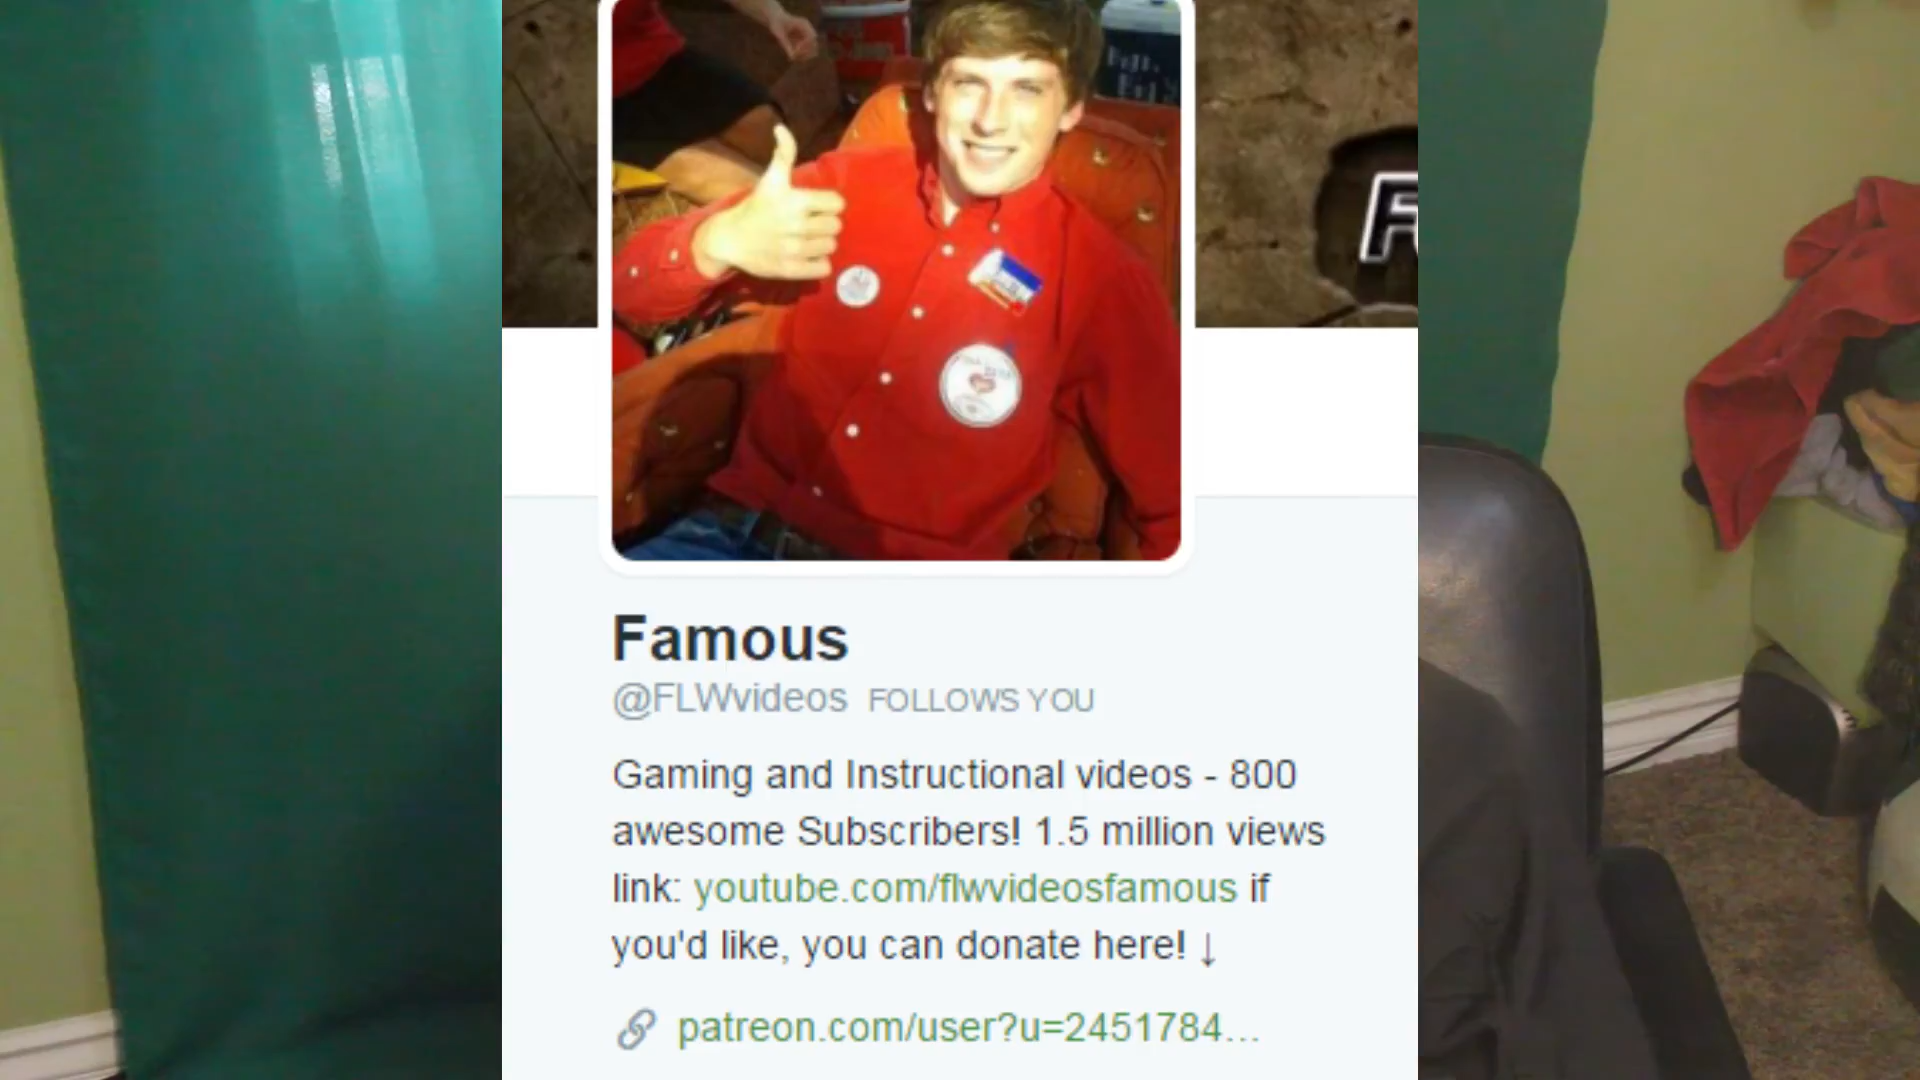 Famous
@FLWvideos FOLLOWS YOU
Gaming and Instructional videos - 800
awesome Subscribers! 1.5 million views
link: youtube.com/flwvideosfamous if
you'd like, you can donate here! ↓
patreon.com/user?u=2451784...